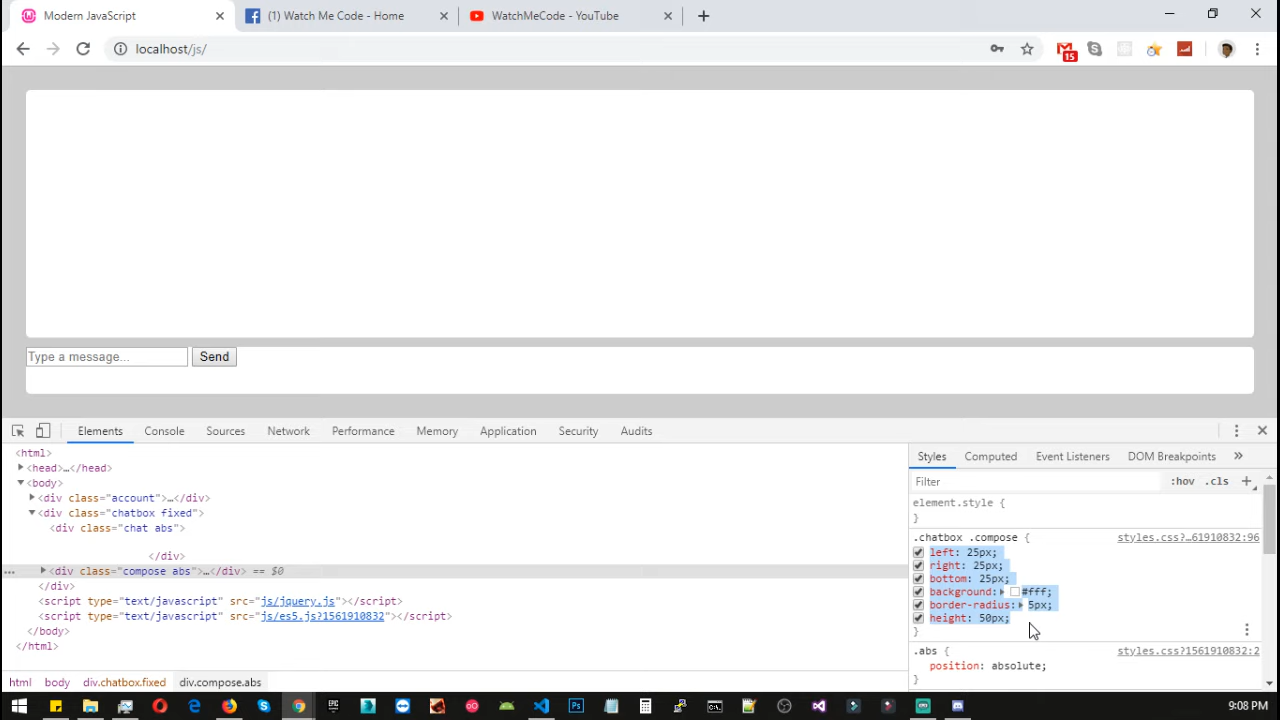 Modern JavaScript
(1) Watch Me Code - Home
WatchMeCode - YouTube
localhost/js/
15
Type a message...
Send
Elements
Console
Sources
Network
Performance
Memory
Application
Security
Audits
<html>
<head>…</head>
<body>
<div class="account">…</div>
<div class="chatbox fixed">
<div class="chat abs">
</div>
<div class="compose abs">…</div> == $0
</div>
<script type="text/javascript" src="js/jquery.js"></script>
<script type="text/javascript" src="js/es5.js?1561910832"></script>
</body>
</html>
html
body
div.chatbox.fixed
div.compose.abs
Styles
Computed
Event Listeners
DOM Breakpoints
»
Filter
:hov
.cls
+
element.style {
}
.chatbox .compose {
styles.css?…61910832:96
left: 25px;
right: 25px;
bottom: 25px;
background: #fff;
border-radius: 5px;
height: 50px;
}
.abs {
styles.css?1561910832:2
position: absolute;
}
EPIC
9:08 PM